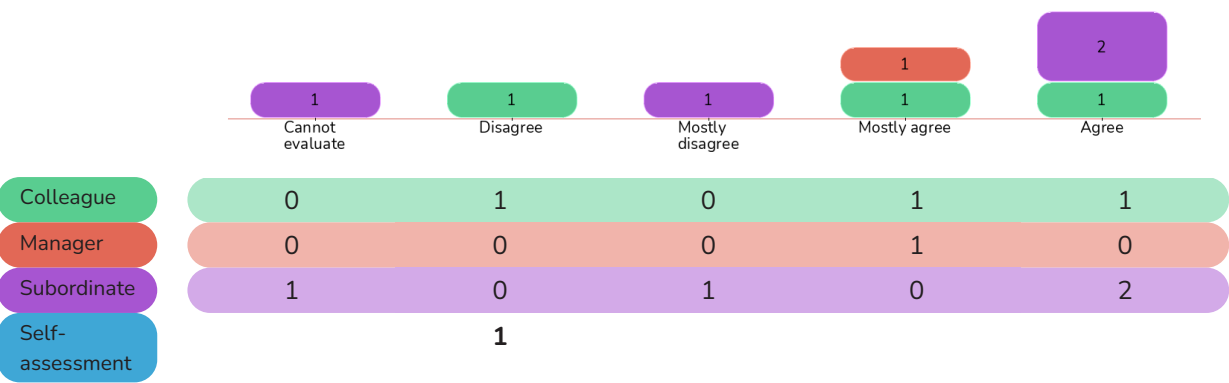 2
1
1
1
1
1
1
Cannot
evaluate
Disagree
Mostly
disagree
Mostly agree
Agree
Colleague 0 1 0 1 1
Manager 0 0 0 1 0
Subordinate 1 0 1 0 2
Self-
assessment
1